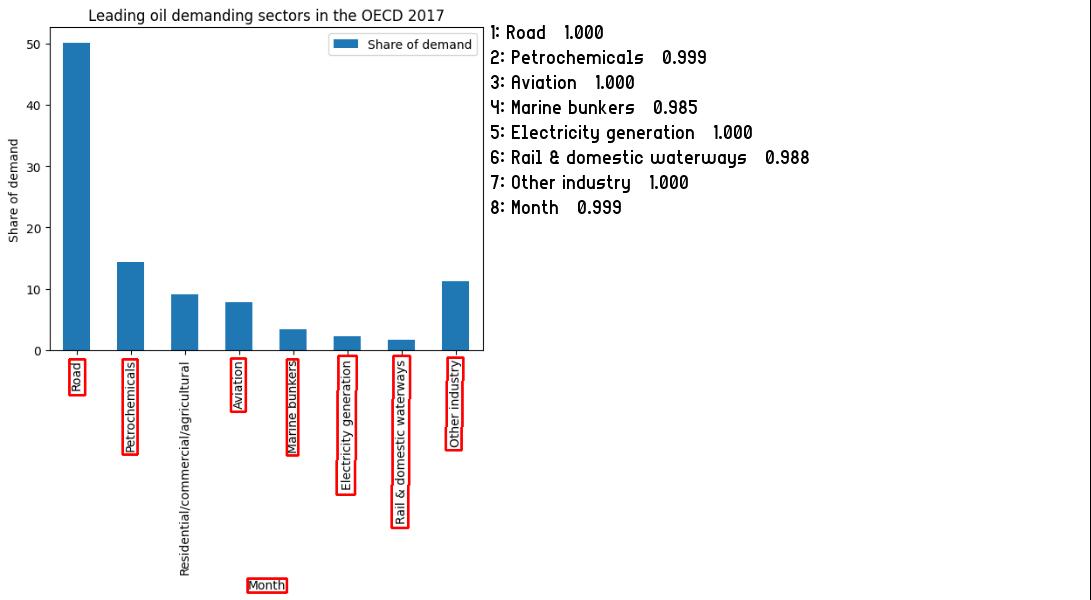 Leading oil demanding sectors in the OECD 2017
Share of demand
Share of demand
50
40
30
20
10
0
Road
Petrochemicals
Residential/commercial/agricultural
Aviation
Marine bunkers
Electricity generation
Rail & domestic waterways
Other industry
Month
1: Road 1.000
2: Petrochemicals 0.999
3: Aviation 1.000
4: Marine bunkers 0.985
5: Electricity generation 1.000
6: Rail & domestic waterways 0.988
7: Other industry 1.000
8: Month 0.999